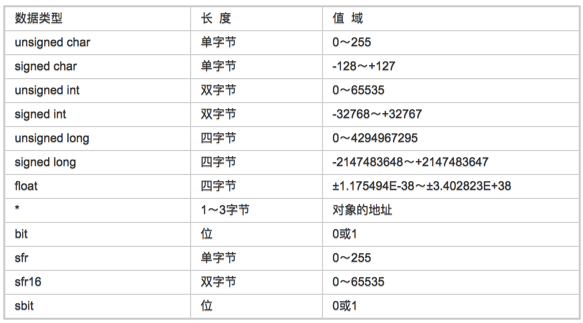 数据类型 长 度 值 域
unsigned char 单字节 0～255
signed char 单字节 -128～+127
unsigned int 双字节 0～65535
signed int 双字节 -32768～+32767
unsigned long 四字节 0～4294967295
signed long 四字节 -2147483648～+2147483647
float 四字节 ±1.175494E-38～±3.402823E+38
* 1～3字节 对象的地址
bit 位 0或1
sfr 单字节 0～255
sfr16 双字节 0～65535
sbit 位 0或1